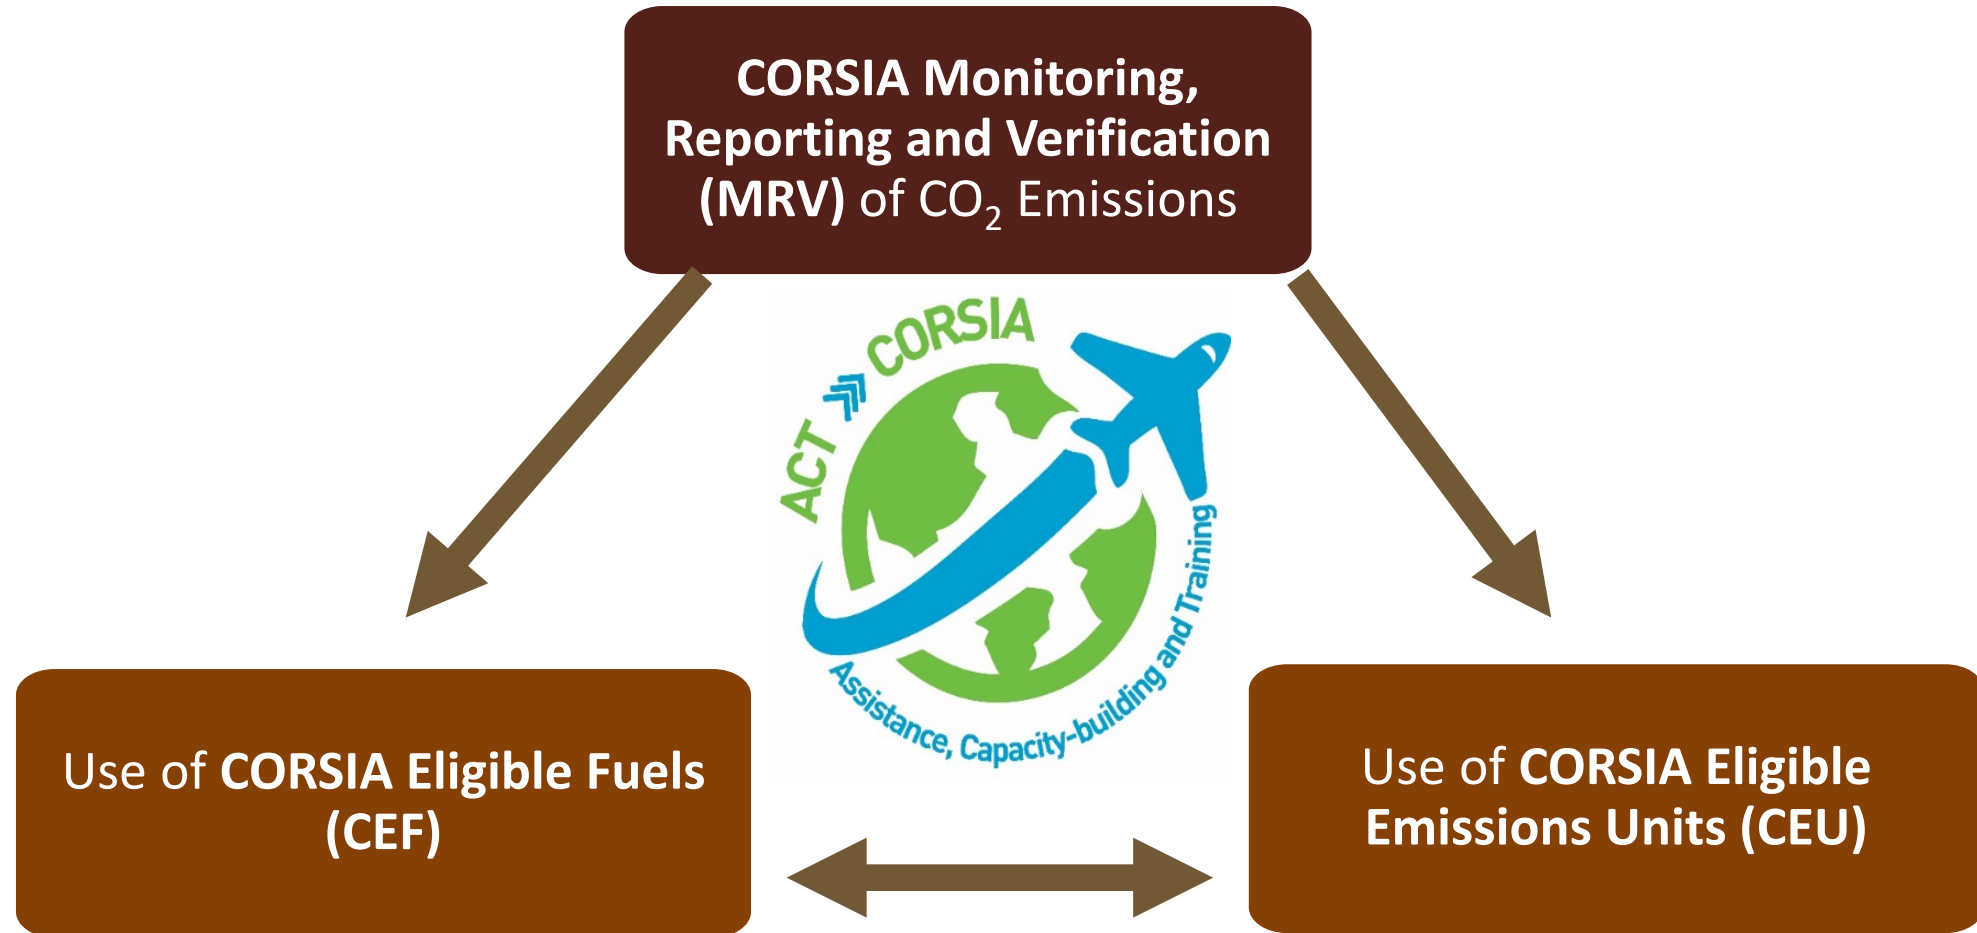 CORSIA Monitoring,
Reporting and Verification
(MRV) of CO₂ Emissions
ACT CORSIA
Assistance, Capacity-building and Training
Use of CORSIA Eligible Fuels
(CEF)
Use of CORSIA Eligible
Emissions Units (CEU)